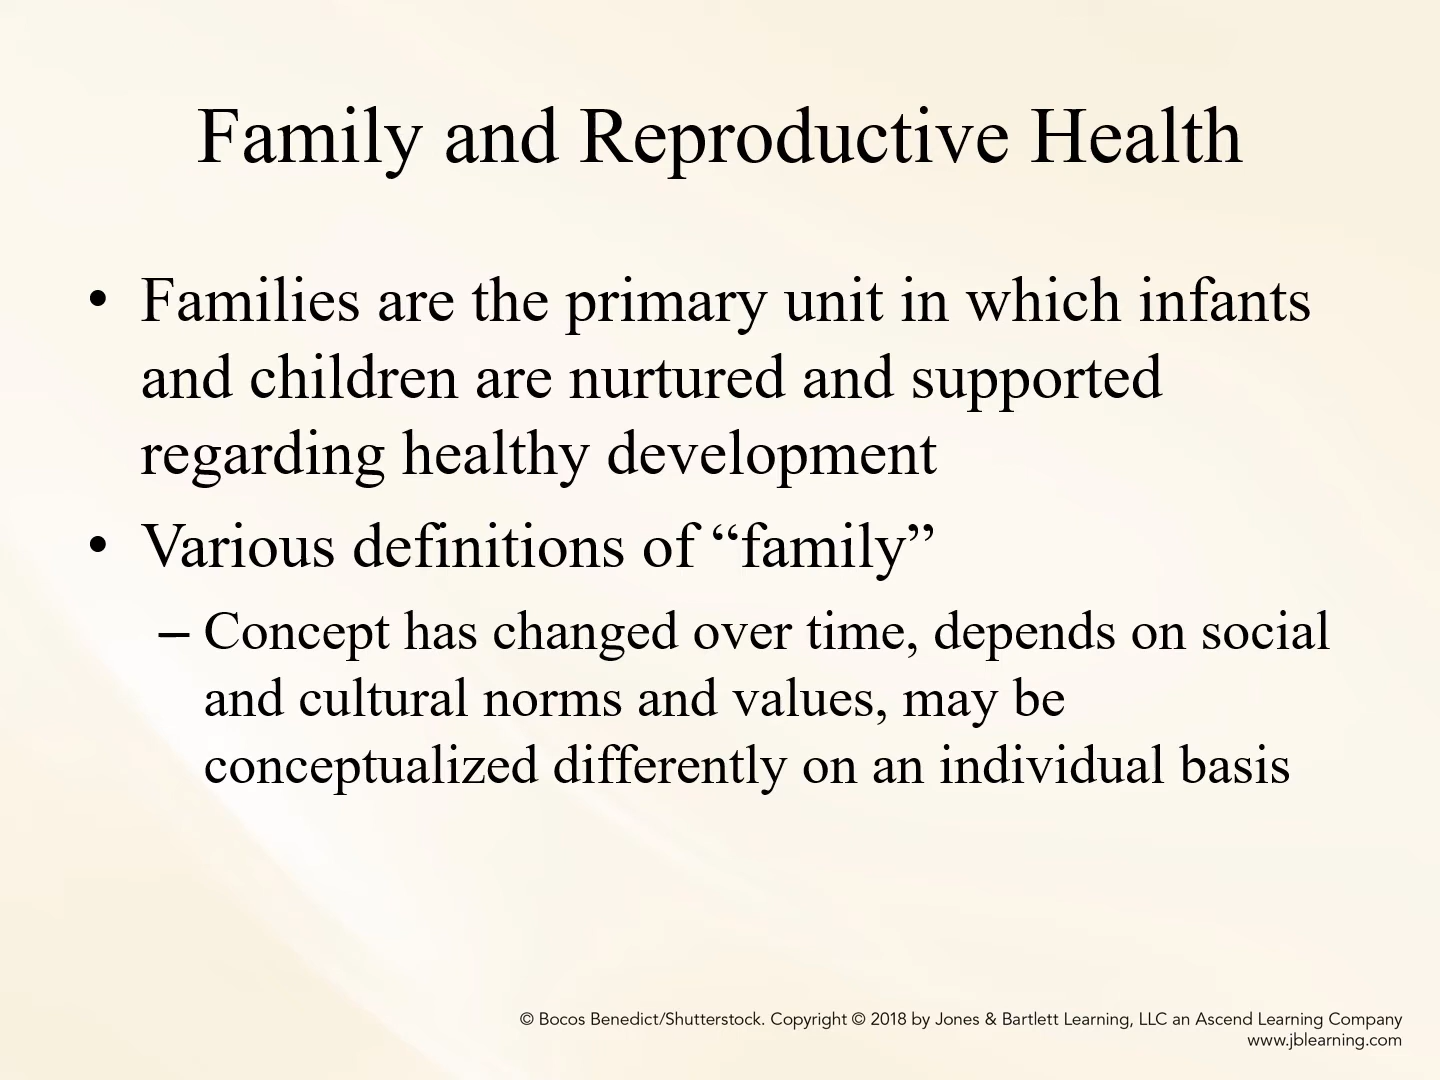 Family and Reproductive Health
• Families are the primary unit in which infants
and children are nurtured and supported
regarding healthy development
• Various definitions of “family”
– Concept has changed over time, depends on social
and cultural norms and values, may be
conceptualized differently on an individual basis
© Bocos Benedict/Shutterstock. Copyright © 2018 by Jones & Bartlett Learning, LLC an Ascend Learning Company
www.jblearning.com